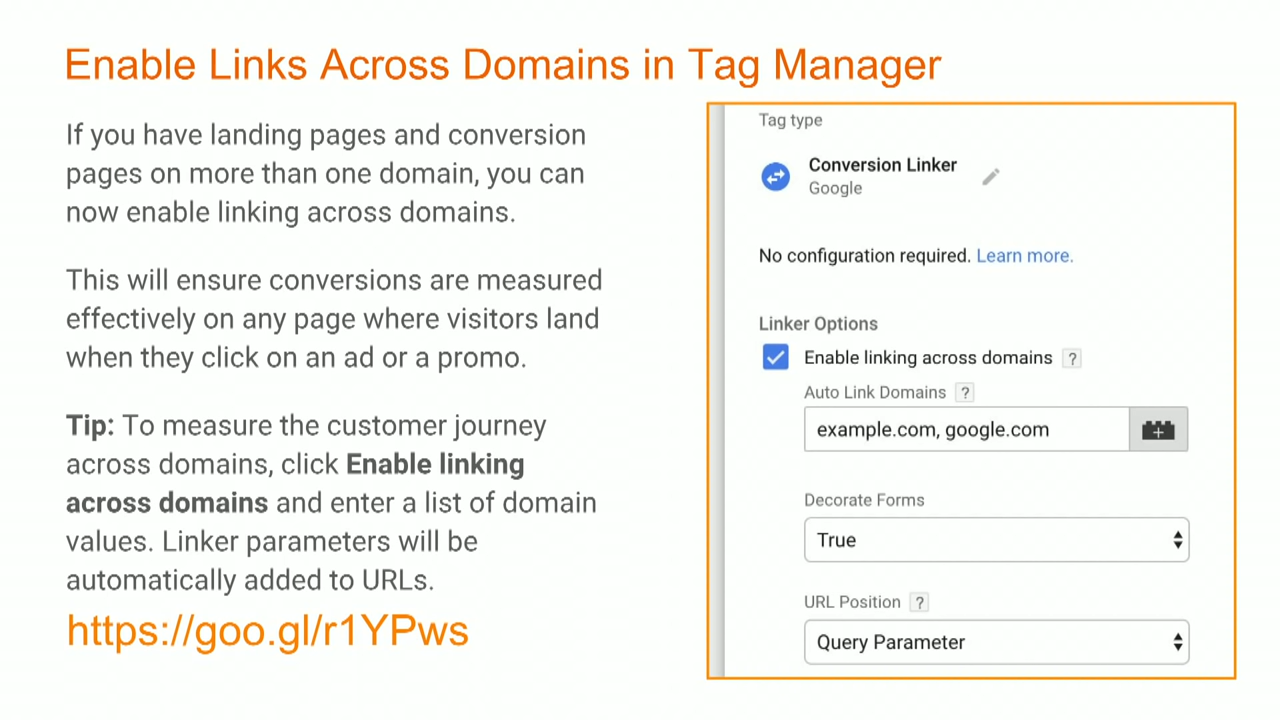 Enable Links Across Domains in Tag Manager
If you have landing pages and conversion
pages on more than one domain, you can
now enable linking across domains.
This will ensure conversions are measured
effectively on any page where visitors land
when they click on an ad or a promo.
Tip: To measure the customer journey
across domains, click Enable linking
across domains and enter a list of domain
values. Linker parameters will be
automatically added to URLs.
https://goo.gl/r1YPws
Tag type
Conversion Linker
Google
No configuration required. Learn more.
Linker Options
Enable linking across domains ?
Auto Link Domains ?
example.com, google.com
Decorate Forms
True
URL Position ?
Query Parameter